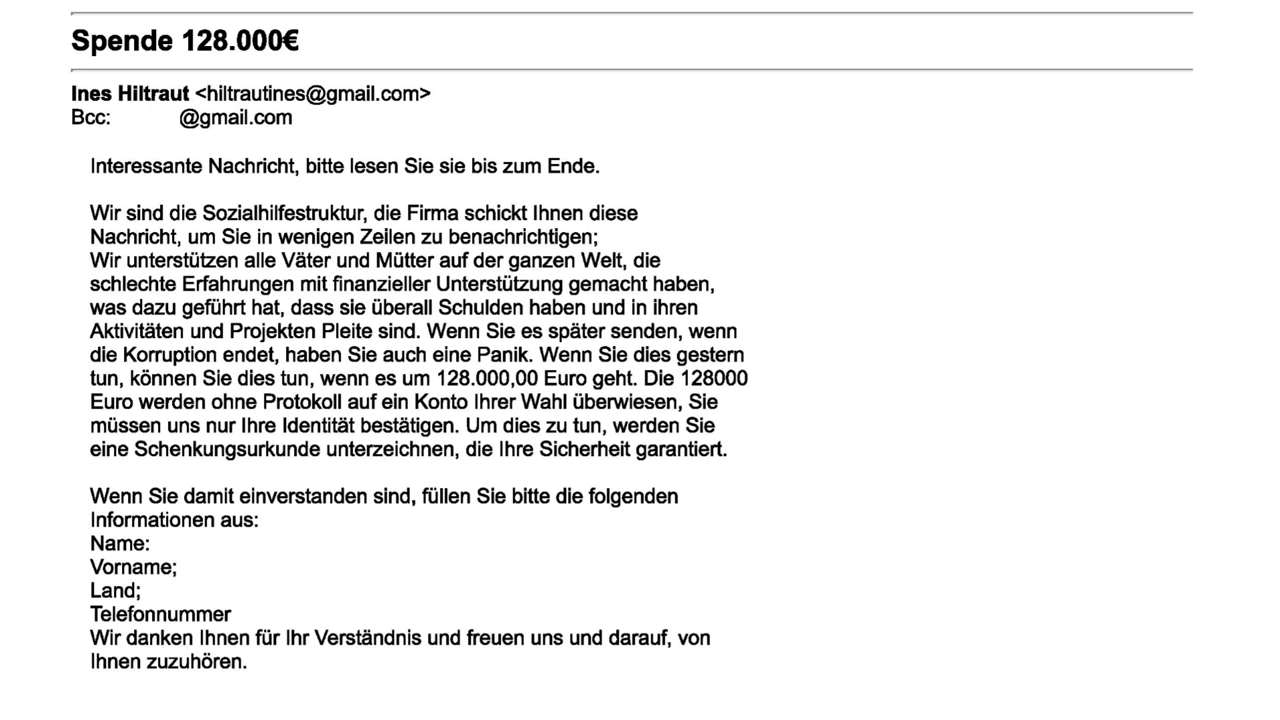 Spende 128.000€
Ines Hiltraut <hiltrautines@gmail.com>
Bcc: @gmail.com
Interessante Nachricht, bitte lesen Sie sie bis zum Ende.
Wir sind die Sozialhilfestruktur, die Firma schickt Ihnen diese
Nachricht, um Sie in wenigen Zeilen zu benachrichtigen;
Wir unterstützen alle Väter und Mütter auf der ganzen Welt, die
schlechte Erfahrungen mit finanzieller Unterstützung gemacht haben,
was dazu geführt hat, dass sie überall Schulden haben und in ihren
Aktivitäten und Projekten Pleite sind. Wenn Sie es später senden, wenn
die Korruption endet, haben Sie auch eine Panik. Wenn Sie dies gestern
tun, können Sie dies tun, wenn es um 128.000,00 Euro geht. Die 128000
Euro werden ohne Protokoll auf ein Konto Ihrer Wahl überwiesen, Sie
müssen uns nur Ihre Identität bestätigen. Um dies zu tun, werden Sie
eine Schenkungsurkunde unterzeichnen, die Ihre Sicherheit garantiert.
Wenn Sie damit einverstanden sind, füllen Sie bitte die folgenden
Informationen aus:
Name:
Vorname;
Land;
Telefonnummer
Wir danken Ihnen für Ihr Verständnis und freuen uns und darauf, von
Ihnen zuzuhören.